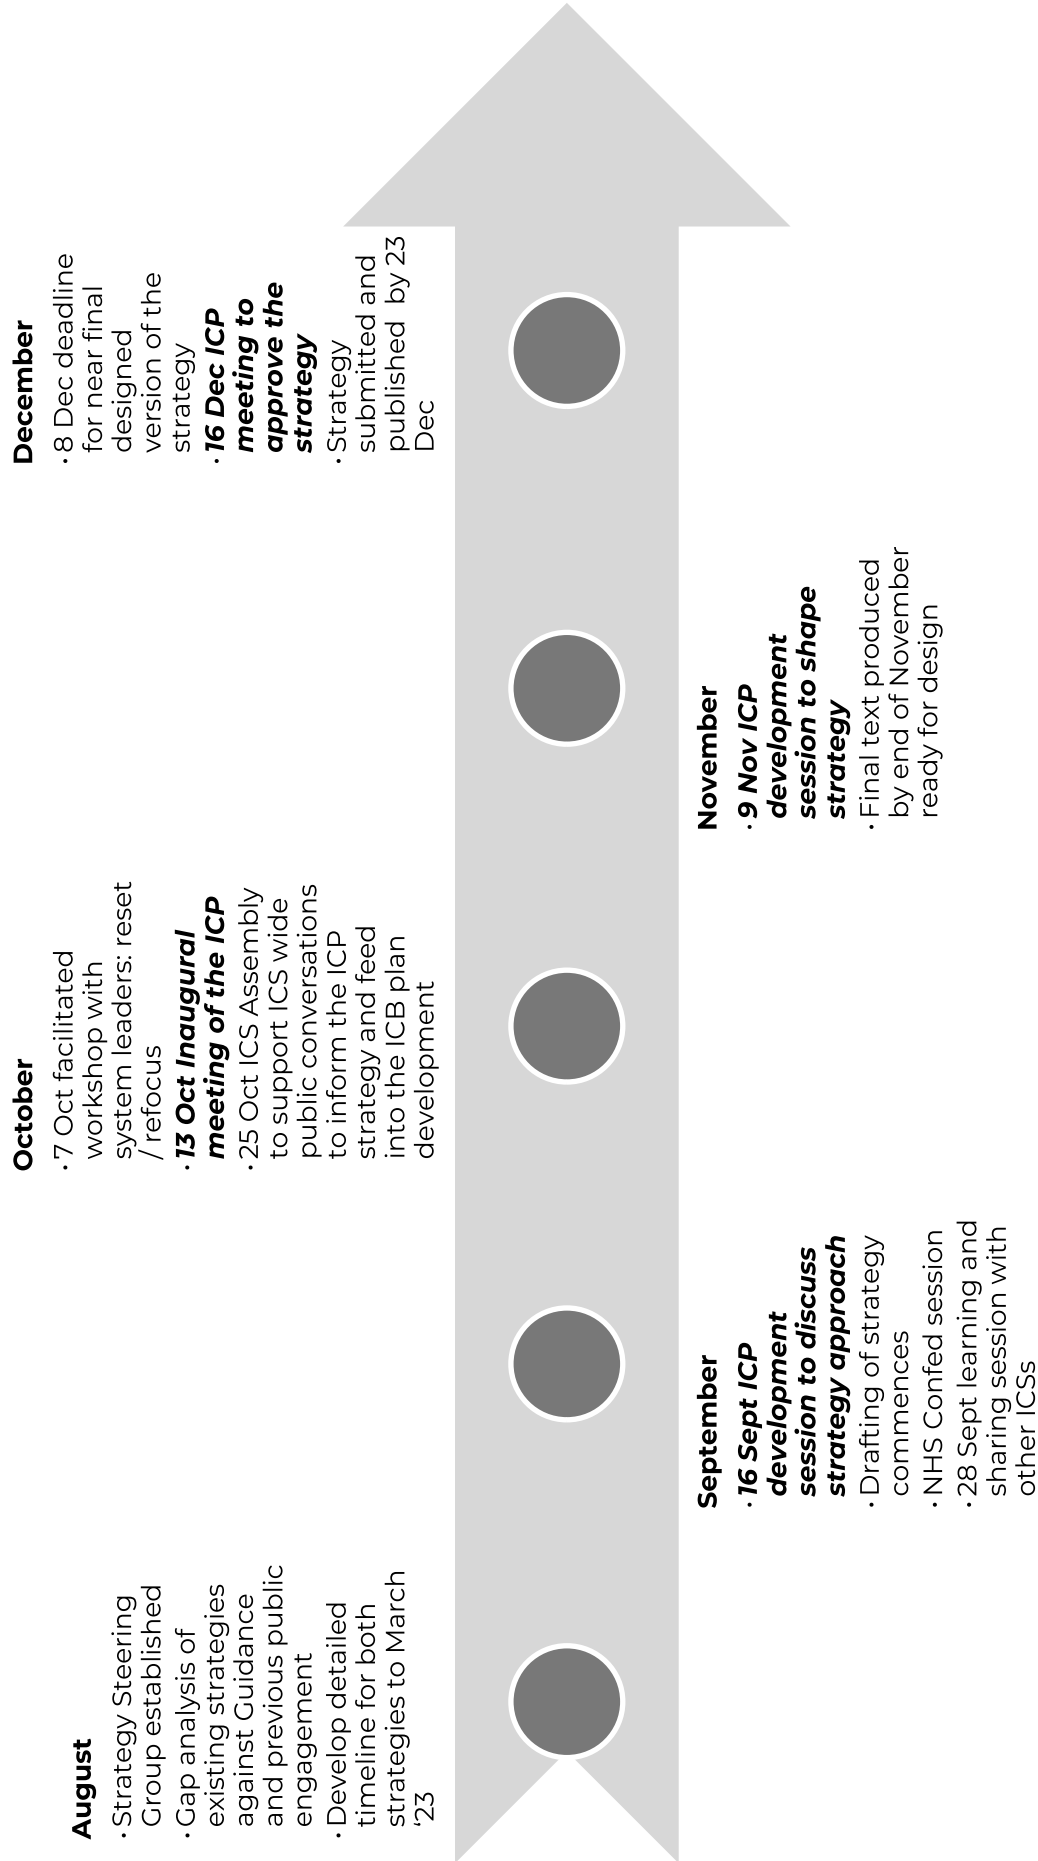 August
· Strategy Steering
Group established
· Gap analysis of
existing strategies
against Guidance
and previous public
engagement
· Develop detailed
timeline for both
strategies to March
‘23
September
· 16 Sept ICP
development
session to discuss
strategy approach
· Drafting of strategy
commences
· NHS Confed session
· 28 Sept learning and
sharing session with
other ICSs
October
· 7 Oct facilitated
workshop with
system leaders: reset
/ refocus
· 13 Oct Inaugural
meeting of the ICP
· 25 Oct ICS Assembly
to support ICS wide
public conversations
to inform the ICP
strategy and feed
into the ICB plan
development
November
· 9 Nov ICP
development
session to shape
strategy
· Final text produced
by end of November
ready for design
December
· 8 Dec deadline
for near final
designed
version of the
strategy
· 16 Dec ICP
meeting to
approve the
strategy
· Strategy
submitted and
published by 23
Dec